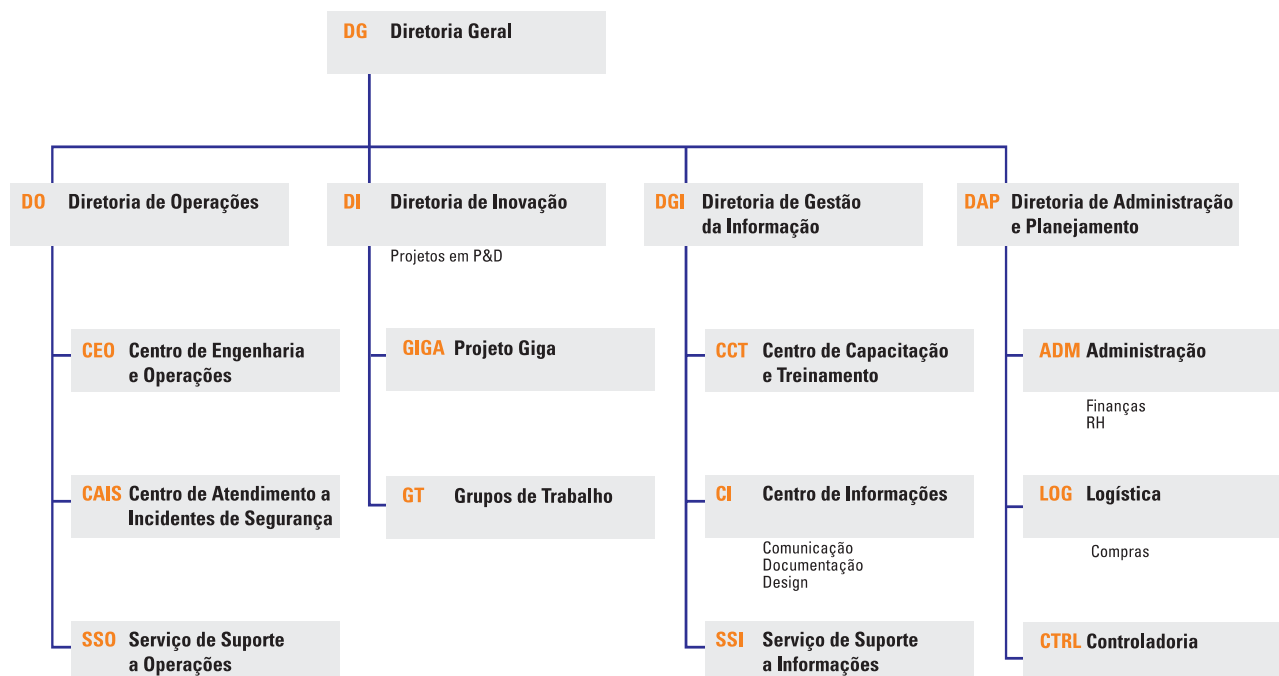 DG Diretoria Geral
DO Diretoria de Operações
DI Diretoria de Inovação
Projetos em P&D
DGI Diretoria de Gestão
da Informação
DAP Diretoria de Administração
e Planejamento
CEO Centro de Engenharia
e Operações
GIGA Projeto Giga
CCT Centro de Capacitação
e Treinamento
ADM Administração
Finanças
RH
CAIS Centro de Atendimento a
Incidentes de Segurança
GT Grupos de Trabalho
CI Centro de Informações
Comunicação
Documentação
Design
LOG Logística
Compras
SSO Serviço de Suporte
a Operações
SSI Serviço de Suporte
a Informações
CTRL Controladoria